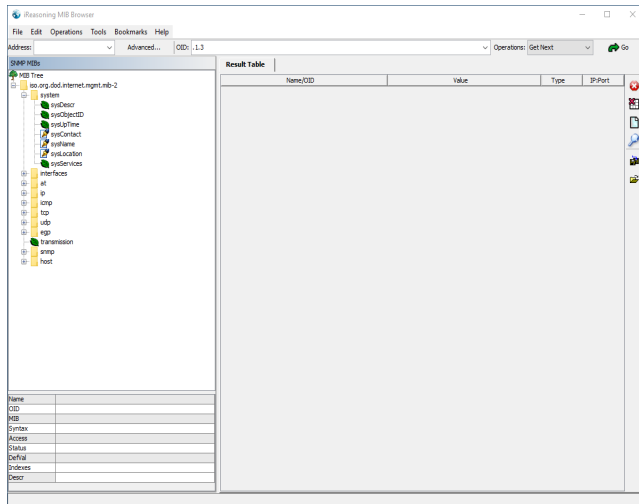 iReasoning MIB Browser
File Edit Operations Tools Bookmarks Help
Address: Advanced... OID: .1.3 Operations: Get Next Go
SNMP MIBs
MIB Tree
iso.org.dod.internet.mgmt.mib-2
system
sysDescr
sysObjectID
sysUpTime
sysContact
sysName
sysLocation
sysServices
interfaces
at
ip
icmp
tcp
udp
egp
transmission
snmp
host
Name
OID
MIB
Syntax
Access
Status
DefVal
Indexes
Descr
Result Table
Name/OID Value Type IP:Port